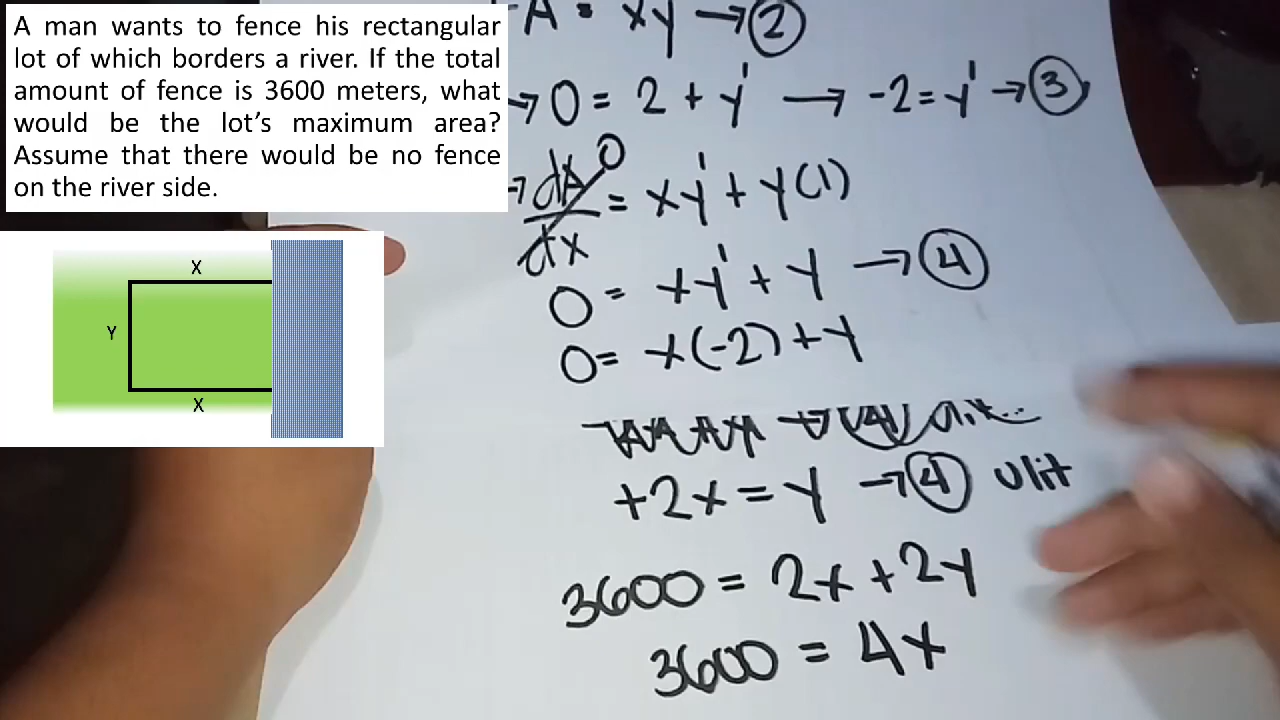 A man wants to fence his rectangular
lot of which borders a river. If the total
amount of fence is 3600 meters, what
would be the lot's maximum area?
Assume that there would be no fence
on the river side.
X
Y
X
A = xy → ②
→ 0 = 2 + y' → -2 = y' → ③
→ dA/dx 0 = xy' + y(1)
0 = xy' + y → ④
0 = x(-2) + y
+2x = y → ④ ulit
3600 = 2x + 2y
3600 = 4x